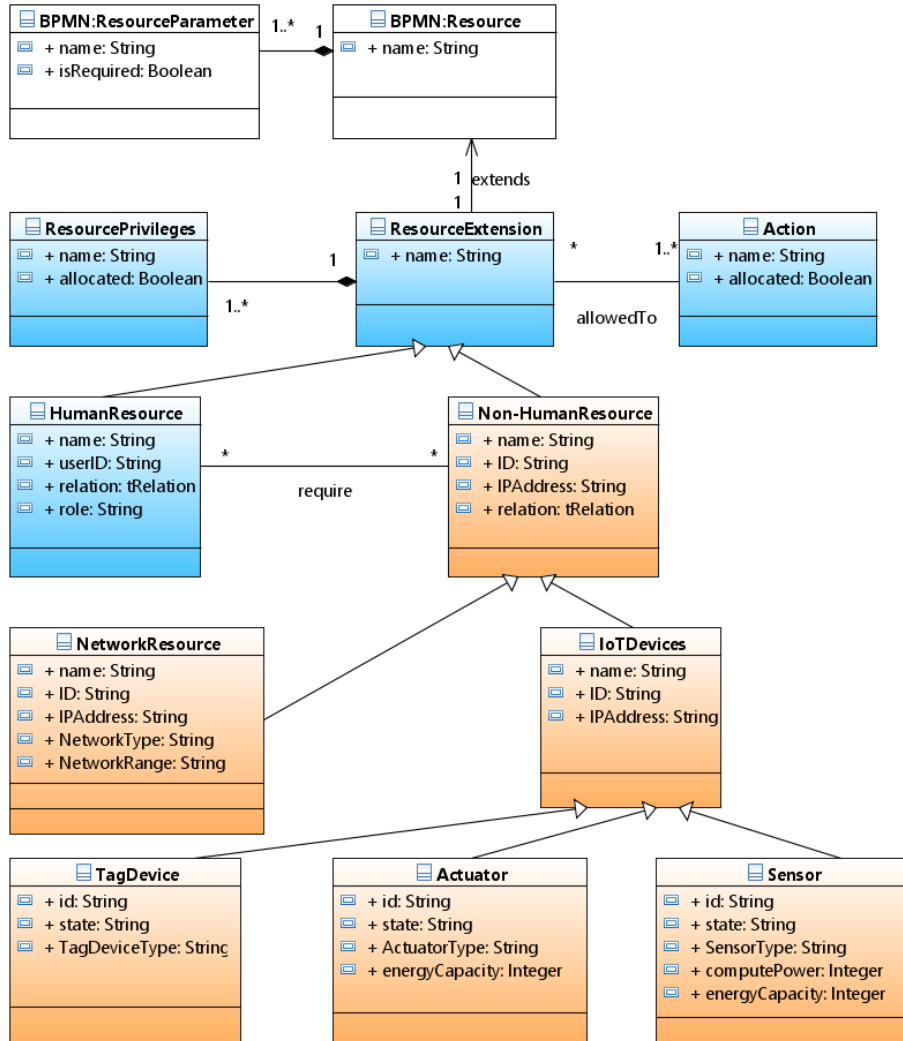 BPMN:ResourceParameter
+ name: String
+ isRequired: Boolean
1..*
1
BPMN:Resource
+ name: String
1
extends
1
ResourcePrivileges
+ name: String
+ allocated: Boolean
1
1..*
ResourceExtension
+ name: String
*
1..*
allowedTo
Action
+ name: String
+ allocated: Boolean
HumanResource
+ name: String
+ userID: String
+ relation: tRelation
+ role: String
*
*
require
Non-HumanResource
+ name: String
+ ID: String
+ IPAddress: String
+ relation: tRelation
NetworkResource
+ name: String
+ ID: String
+ IPAddress: String
+ NetworkType: String
+ NetworkRange: String
IoTDevices
+ name: String
+ ID: String
+ IPAddress: String
TagDevice
+ id: String
+ state: String
+ TagDeviceType: String
Actuator
+ id: String
+ state: String
+ ActuatorType: String
+ energyCapacity: Integer
Sensor
+ id: String
+ state: String
+ SensorType: String
+ computePower: Integer
+ energyCapacity: Integer